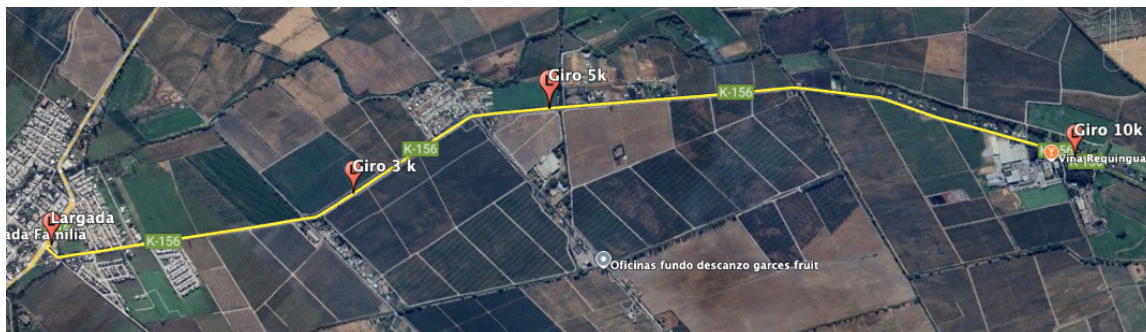 Giro 5k
K-156
K-156
Giro 3 k
Giro 10k
Viña Requingua
Largada
ada Familia
K-156
Oficinas fundo descanzo garces fruit